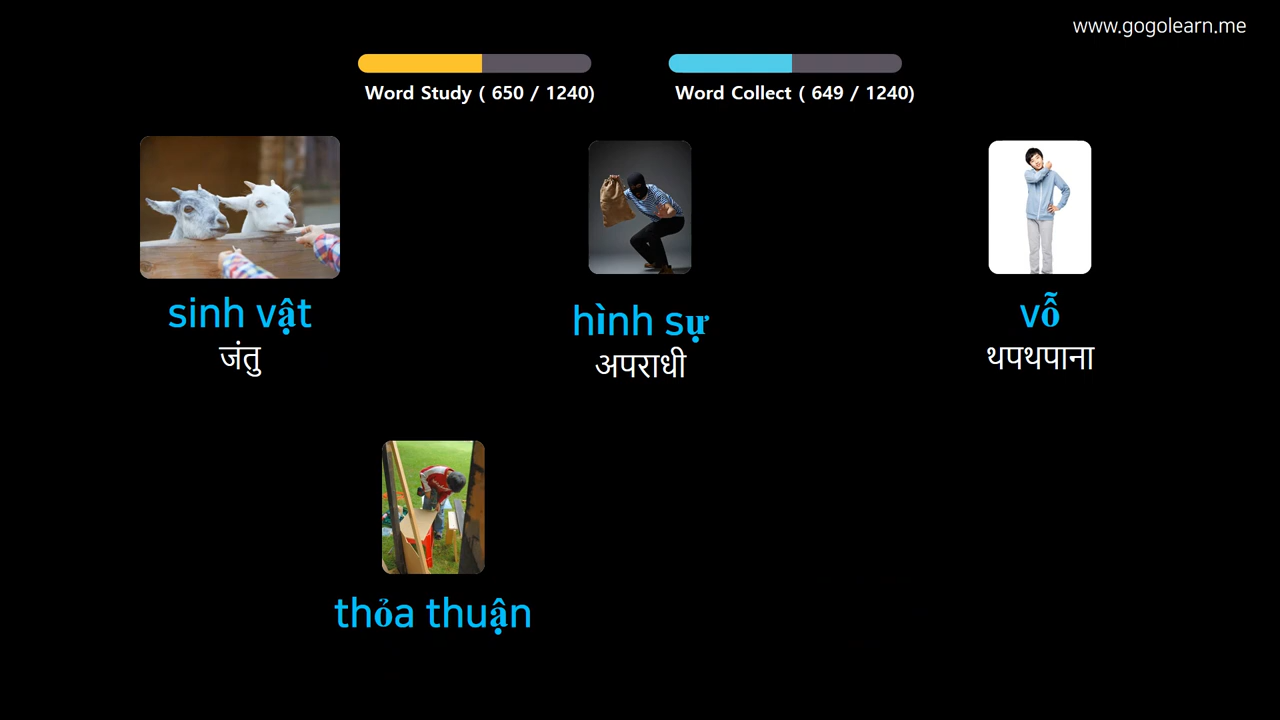 www.gogolearn.me
Word Study ( 650 / 1240)
Word Collect ( 649 / 1240)
sinh vật
जंतु
hình sự
अपराधी
vỗ
थपथपाना
thỏa thuận